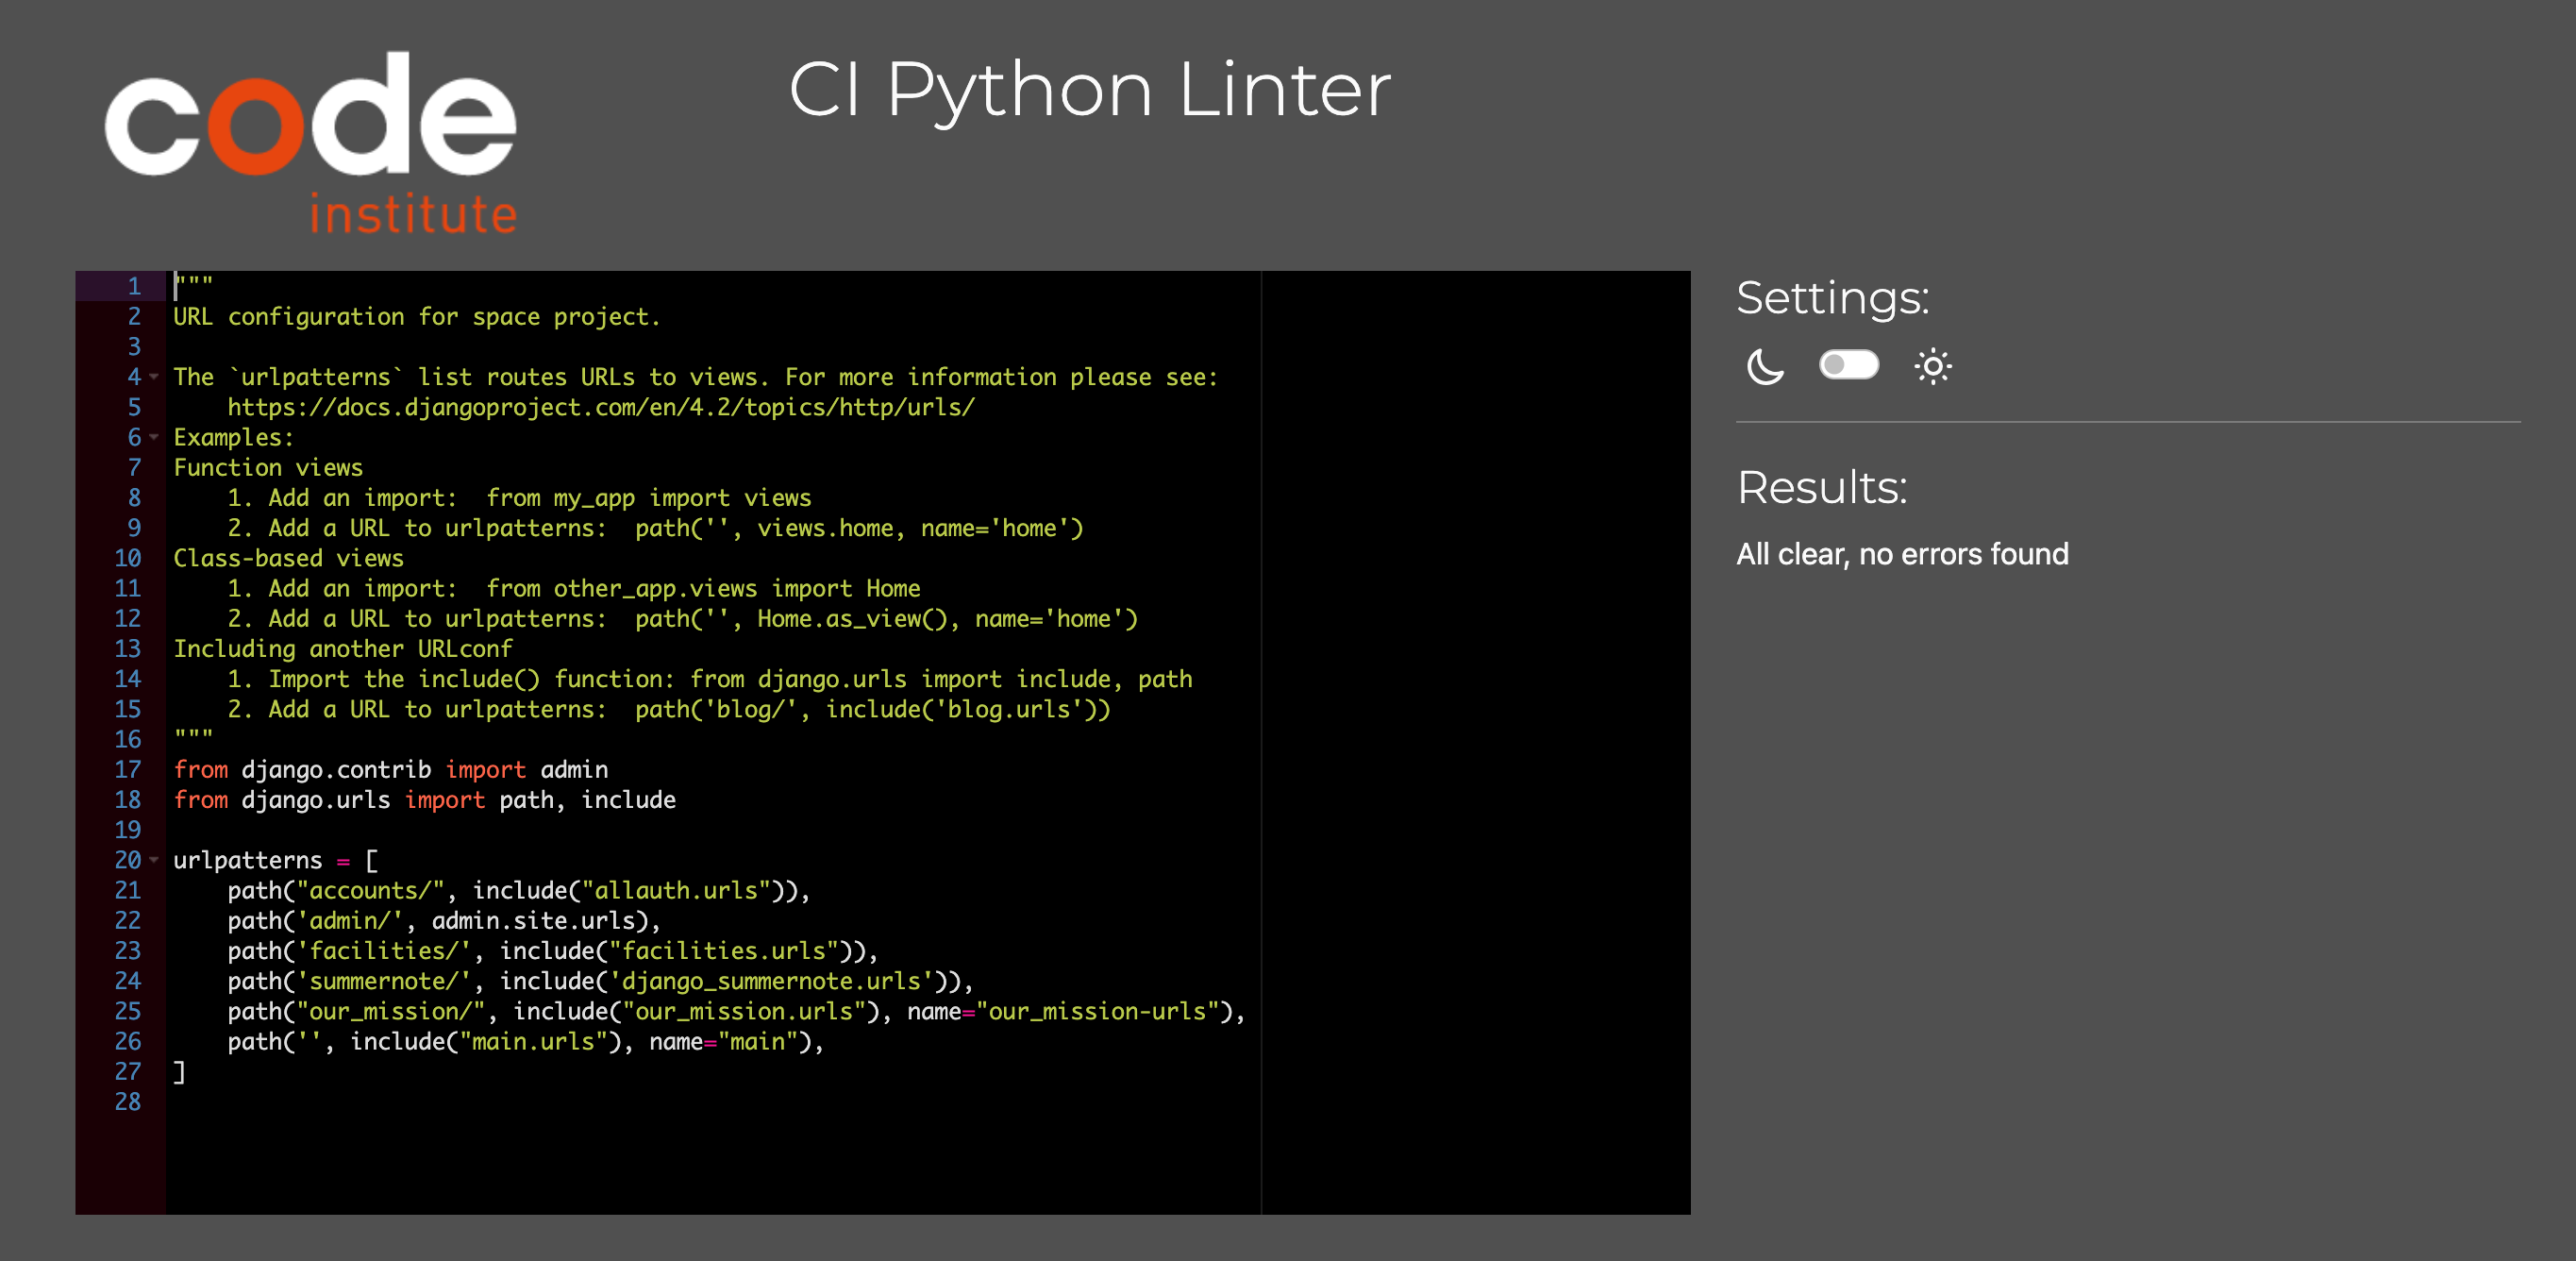 code
institute
CI Python Linter
1 """
2 URL configuration for space project.
3
4 The `urlpatterns` list routes URLs to views. For more information please see:
5     https://docs.djangoproject.com/en/4.2/topics/http/urls/
6 Examples:
7 Function views
8     1. Add an import:  from my_app import views
9     2. Add a URL to urlpatterns:  path('', views.home, name='home')
10 Class-based views
11     1. Add an import:  from other_app.views import Home
12     2. Add a URL to urlpatterns:  path('', Home.as_view(), name='home')
13 Including another URLconf
14     1. Import the include() function: from django.urls import include, path
15     2. Add a URL to urlpatterns:  path('blog/', include('blog.urls'))
16 """
17 from django.contrib import admin
18 from django.urls import path, include
19
20 urlpatterns = [
21     path("accounts/", include("allauth.urls")),
22     path('admin/', admin.site.urls),
23     path('facilities/', include("facilities.urls")),
24     path('summernote/', include('django_summernote.urls')),
25     path("our_mission/", include("our_mission.urls"), name="our_mission-urls"),
26     path('', include("main.urls"), name="main"),
27 ]
28
Settings:
Results:
All clear, no errors found